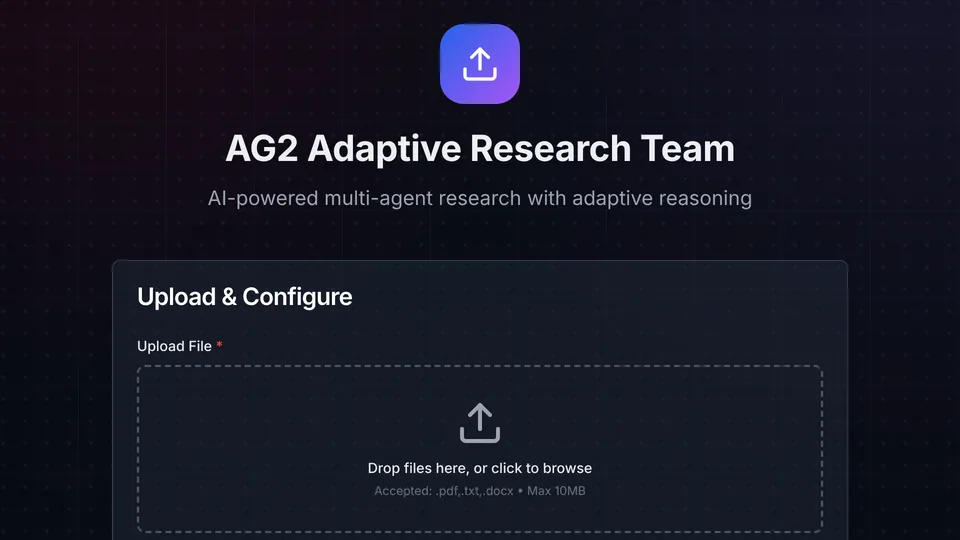 AG2 Adaptive Research Team
AI-powered multi-agent research with adaptive reasoning
Upload & Configure
Upload File *
Drop files here, or click to browse
Accepted: .pdf,.txt,.docx • Max 10MB